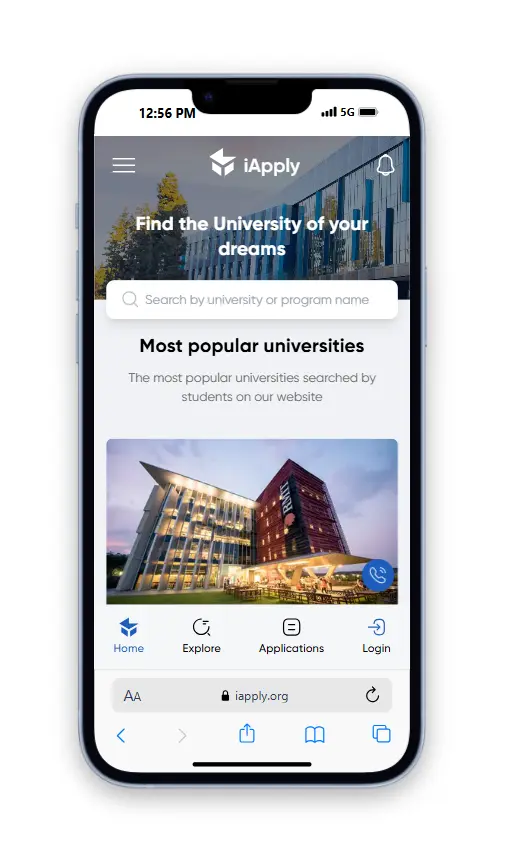 12:56 PM 5G
iApply
Find the University of your
dreams
Search by university or program name
Most popular universities
The most popular universities searched by
students on our website
RMIT
Home Explore Applications Login
AA iapply.org